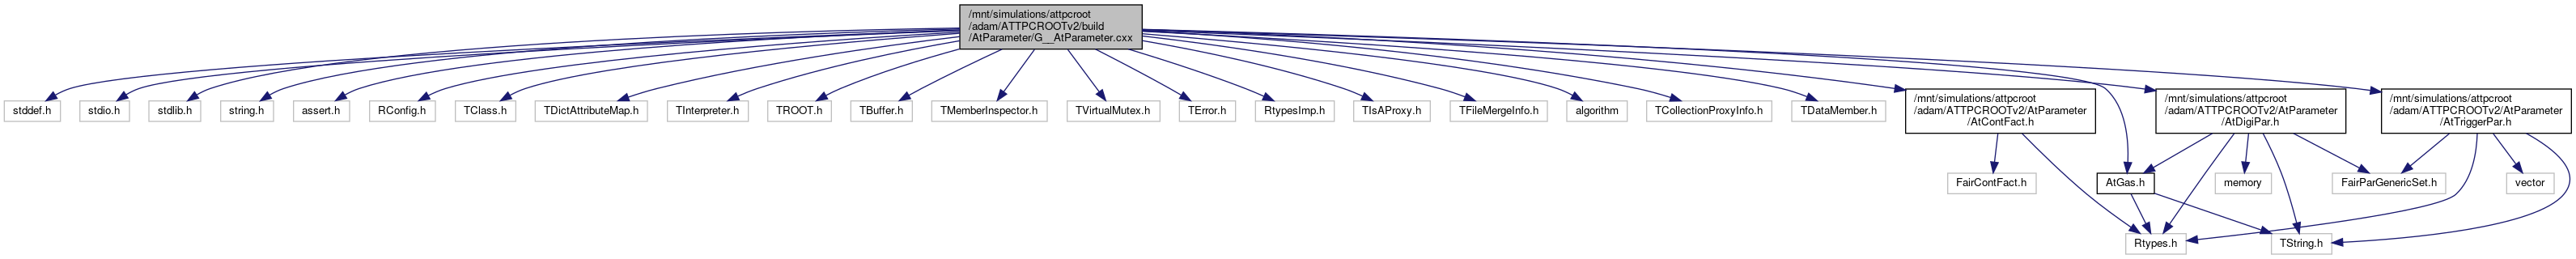 /mnt/simulations/attpcroot
/adam/ATTPCROOTv2/build
/AtParameter/G__AtParameter.cxx
stddef.h
stdio.h
stdlib.h
string.h
assert.h
RConfig.h
TClass.h
TDictAttributeMap.h
TInterpreter.h
TROOT.h
TBuffer.h
TMemberInspector.h
TVirtualMutex.h
TError.h
RtypesImp.h
TIsAProxy.h
TFileMergeInfo.h
algorithm
TCollectionProxyInfo.h
TDataMember.h
/mnt/simulations/attpcroot
/adam/ATTPCROOTv2/AtParameter
/AtContFact.h
/mnt/simulations/attpcroot
/adam/ATTPCROOTv2/AtParameter
/AtDigiPar.h
/mnt/simulations/attpcroot
/adam/ATTPCROOTv2/AtParameter
/AtTriggerPar.h
FairContFact.h
AtGas.h
memory
FairParGenericSet.h
vector
Rtypes.h
TString.h